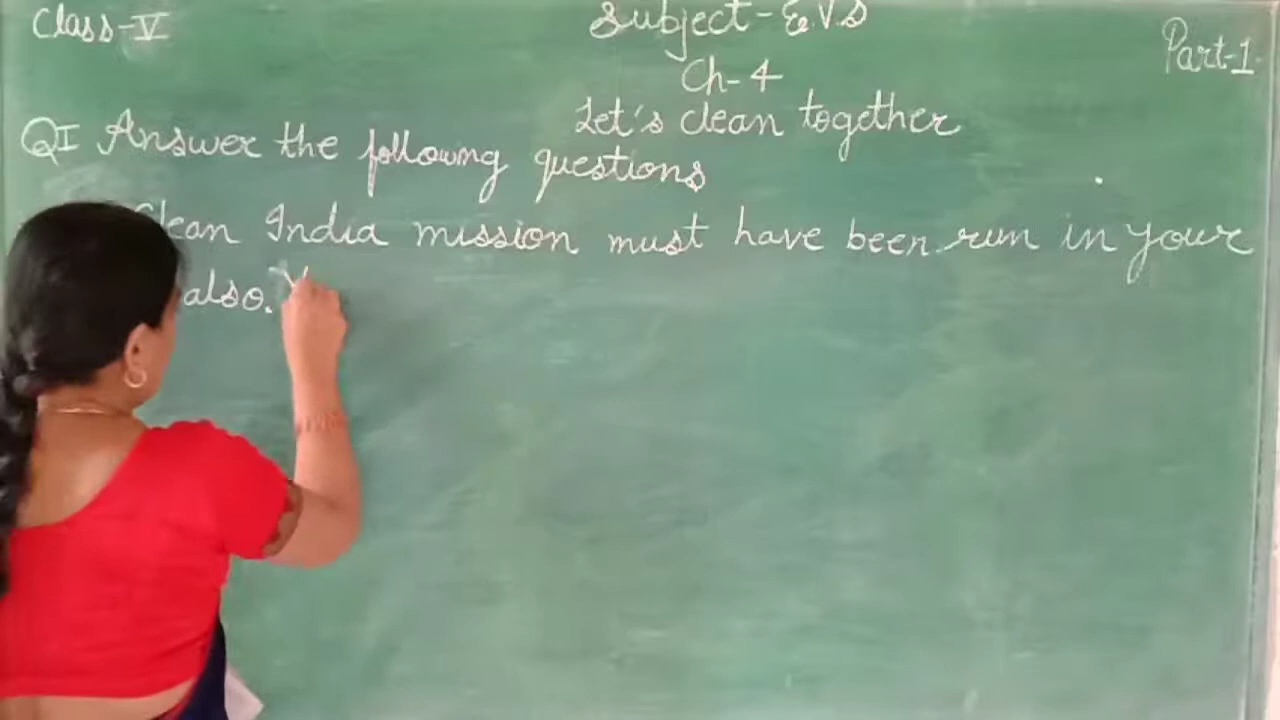 Class-V
Subject-EVS
Part-1
Ch-4
Let's clean together
QI Answer the following questions
Clean India mission must have been run in your
also.